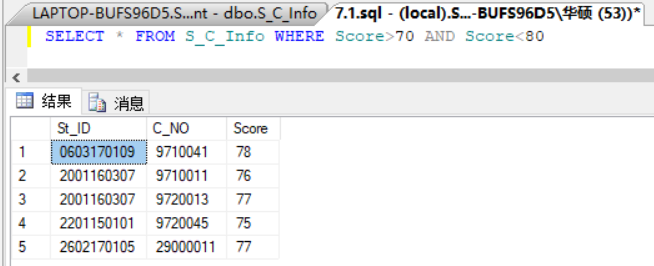 LAPTOP-BUFS96D5.S...nt - dbo.S_C_Info 7.1.sql - (local).S...-BUFS96D5\华硕 (53))*
SELECT * FROM S_C_Info WHERE Score>70 AND Score<80
结果 消息
St_ID C_NO Score
1 0603170109 9710041 78
2 2001160307 9710011 76
3 2001160307 9720013 77
4 2201150101 9720045 75
5 2602170105 29000011 77